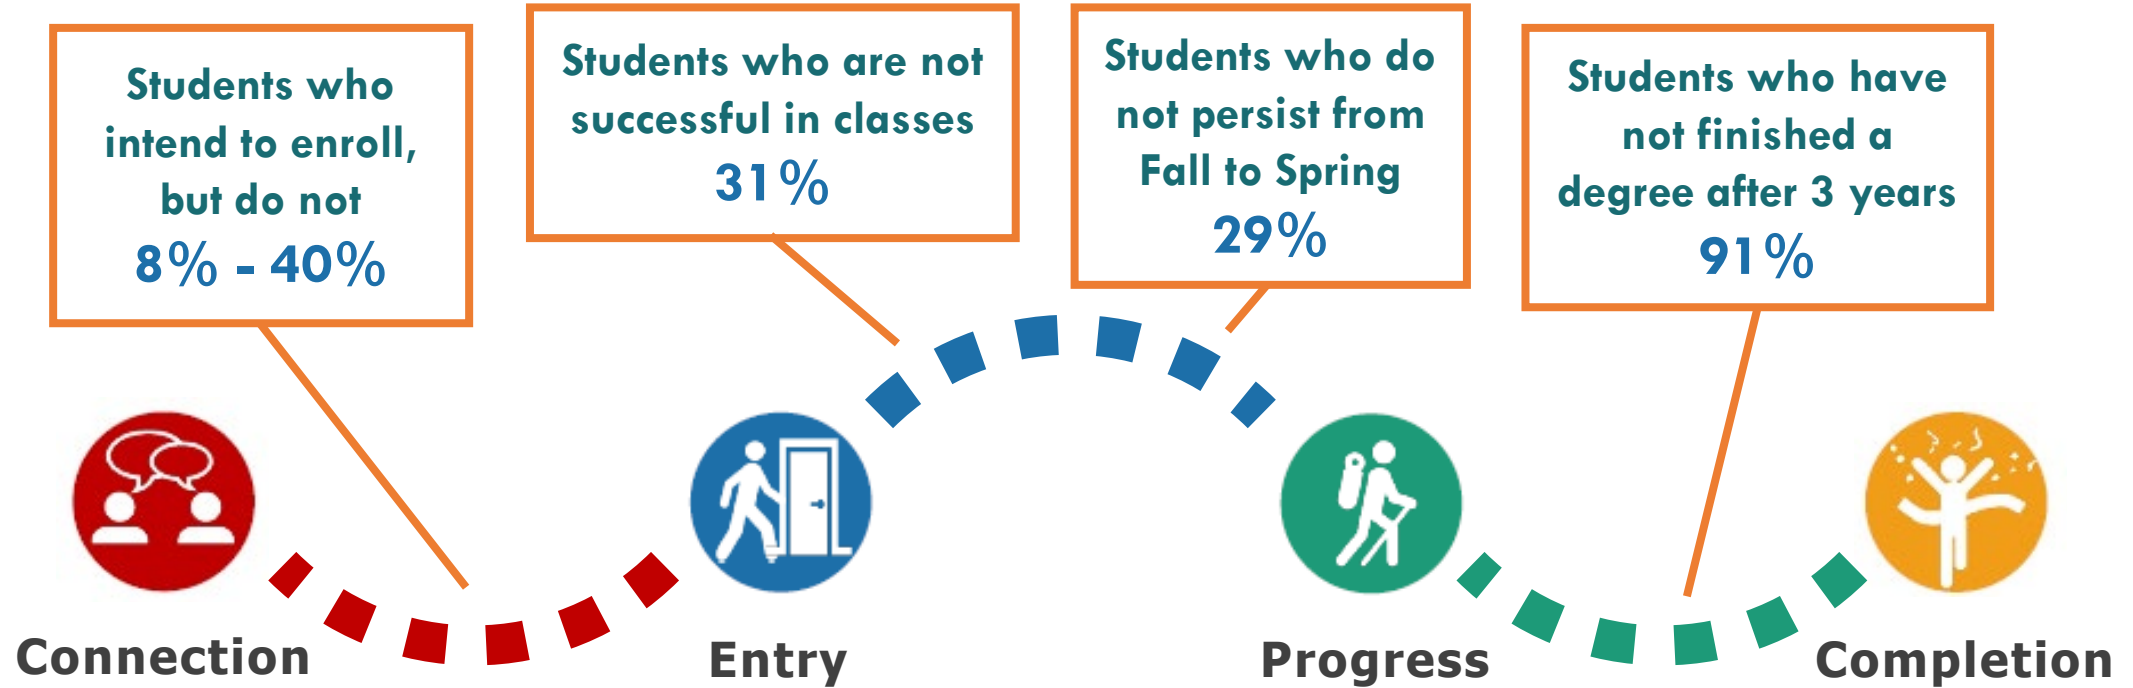 Students who
intend to enroll,
but do not
8% - 40%
Students who are not
successful in classes
31%
Students who do
not persist from
Fall to Spring
29%
Students who have
not finished a
degree after 3 years
91%
Connection
Entry
Progress
Completion